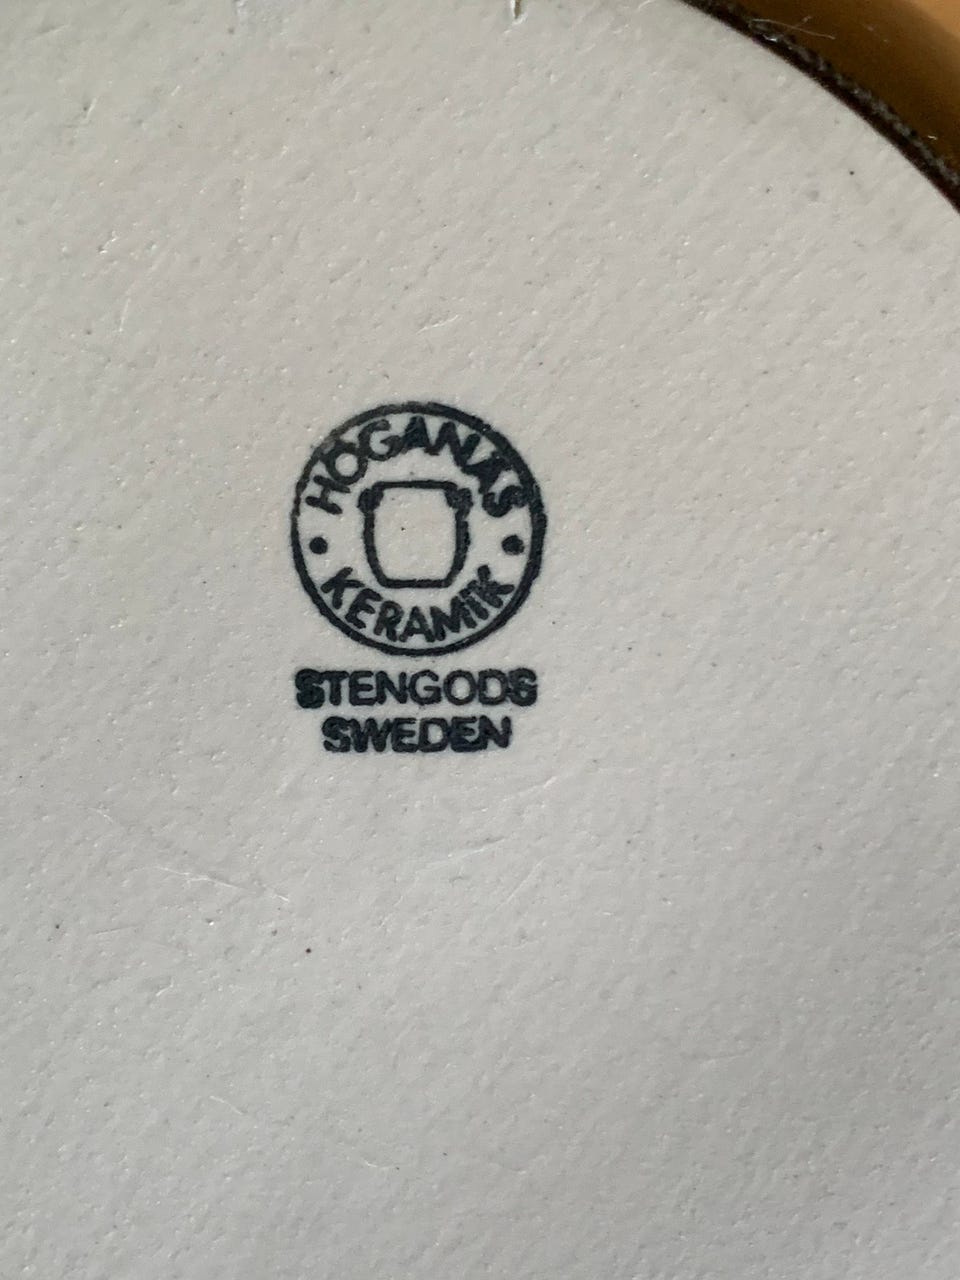 HÖGANÄS
KERAMIK
STENGODS
SWEDEN